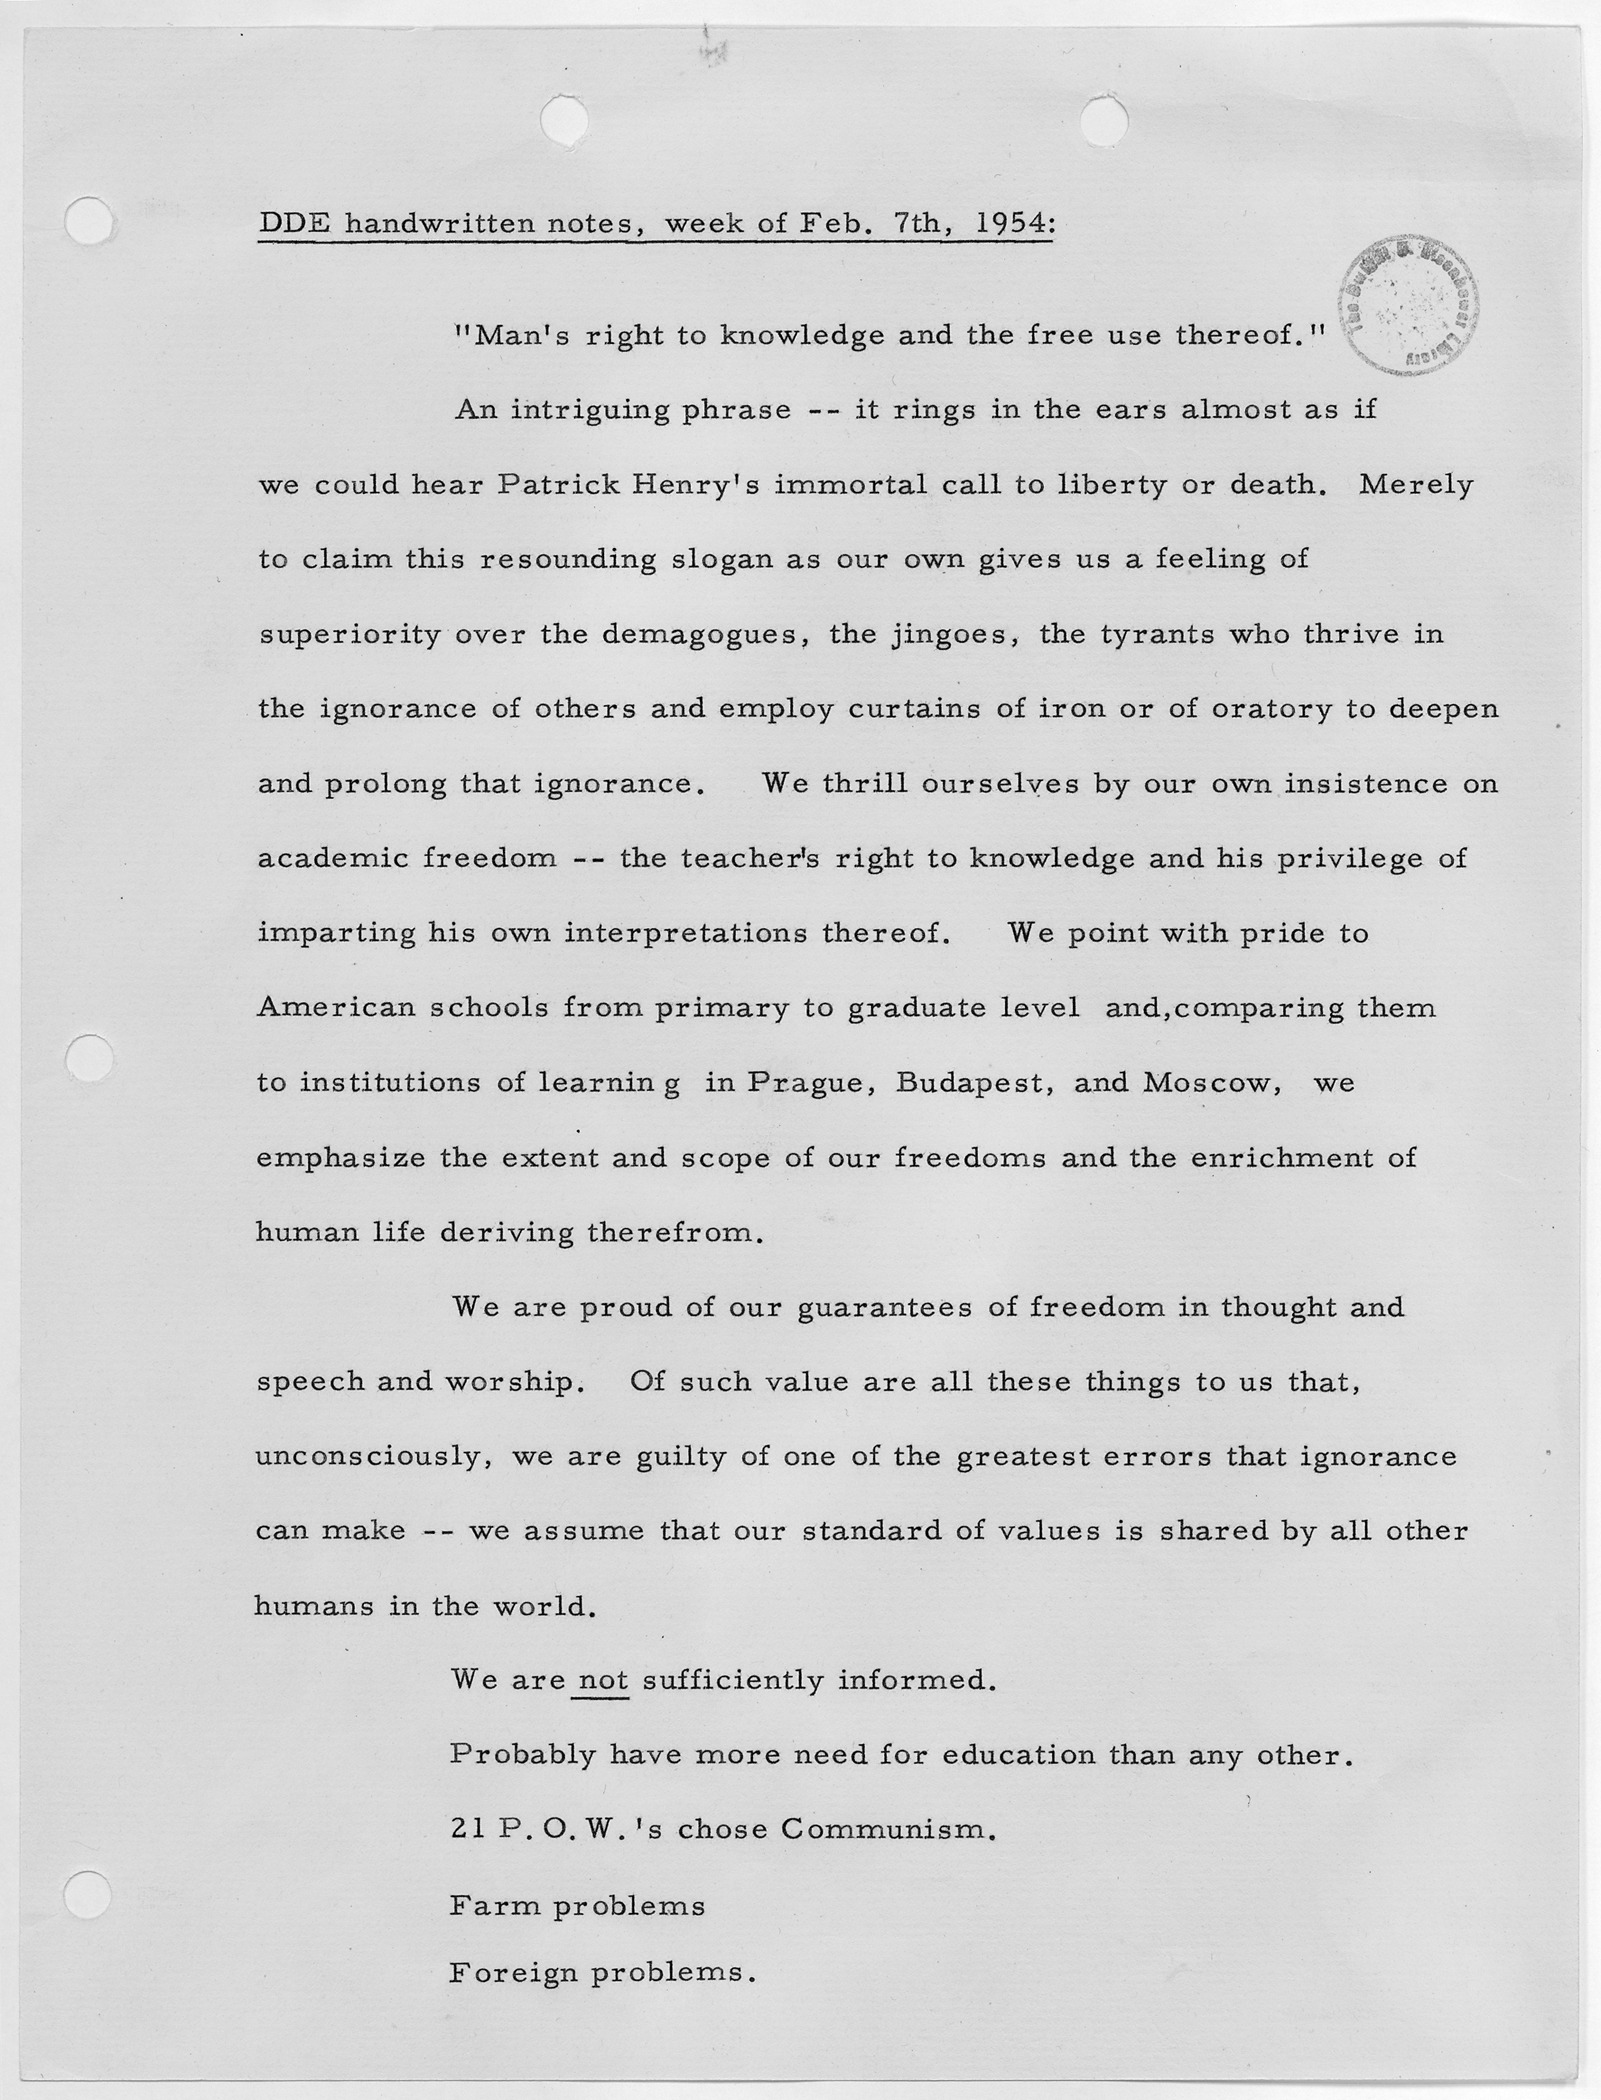 DDE handwritten notes, week of Feb. 7th, 1954:
The Dwight D. Eisenhower Library
"Man's right to knowledge and the free use thereof."
An intriguing phrase -- it rings in the ears almost as if
we could hear Patrick Henry's immortal call to liberty or death. Merely
to claim this resounding slogan as our own gives us a feeling of
superiority over the demagogues, the jingoes, the tyrants who thrive in
the ignorance of others and employ curtains of iron or of oratory to deepen
and prolong that ignorance. We thrill ourselves by our own insistence on
academic freedom -- the teacher's right to knowledge and his privilege of
imparting his own interpretations thereof. We point with pride to
American schools from primary to graduate level and,comparing them
to institutions of learnin g in Prague, Budapest, and Moscow, we
emphasize the extent and scope of our freedoms and the enrichment of
human life deriving therefrom.
We are proud of our guarantees of freedom in thought and
speech and worship. Of such value are all these things to us that,
unconsciously, we are guilty of one of the greatest errors that ignorance
can make -- we assume that our standard of values is shared by all other
humans in the world.
We are not sufficiently informed.
Probably have more need for education than any other.
21 P.O.W.'s chose Communism.
Farm problems
Foreign problems.